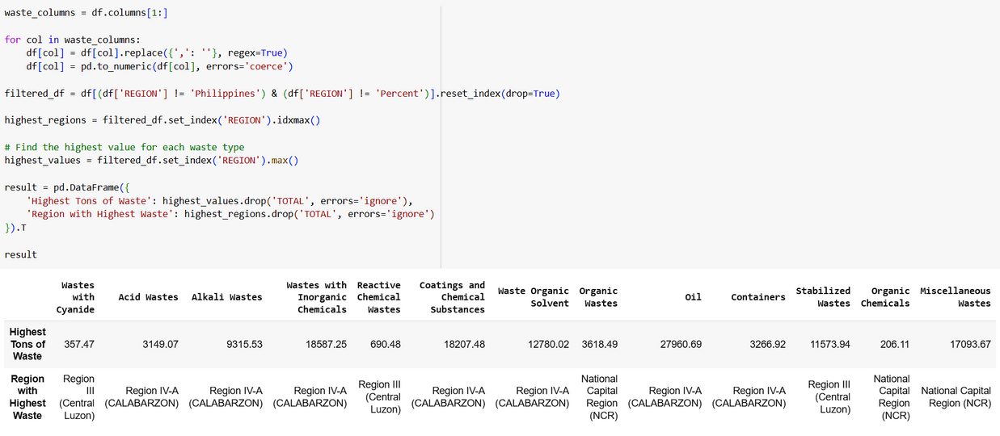 waste_columns = df.columns[1:]
for col in waste_columns:
    df[col] = df[col].replace({',': ''}, regex=True)
    df[col] = pd.to_numeric(df[col], errors='coerce')
filtered_df = df[(df['REGION'] != 'Philippines') & (df['REGION'] != 'Percent')].reset_index(drop=True)
highest_regions = filtered_df.set_index('REGION').idxmax()
# Find the highest value for each waste type
highest_values = filtered_df.set_index('REGION').max()
result = pd.DataFrame({
    'Highest Tons of Waste': highest_values.drop('TOTAL', errors='ignore'),
    'Region with Highest Waste': highest_regions.drop('TOTAL', errors='ignore')
}).T
result
Wastes with Cyanide Acid Wastes Alkali Wastes Wastes with Inorganic Chemicals Reactive Chemical Wastes Coatings and Chemical Substances Waste Organic Solvent Organic Wastes Oil Containers Stabilized Wastes Organic Chemicals Miscellaneous Wastes
Highest Tons of Waste 357.47 3149.07 9315.53 18587.25 690.48 18207.48 12780.02 3618.49 27960.69 3266.92 11573.94 206.11 17093.67
Region with Highest Waste Region III (Central Luzon) Region IV-A (CALABARZON) Region IV-A (CALABARZON) Region IV-A (CALABARZON) Region III (Central Luzon) Region IV-A (CALABARZON) Region IV-A (CALABARZON) National Capital Region (NCR) Region IV-A (CALABARZON) Region IV-A (CALABARZON) Region III (Central Luzon) National Capital Region (NCR) National Capital Region (NCR)